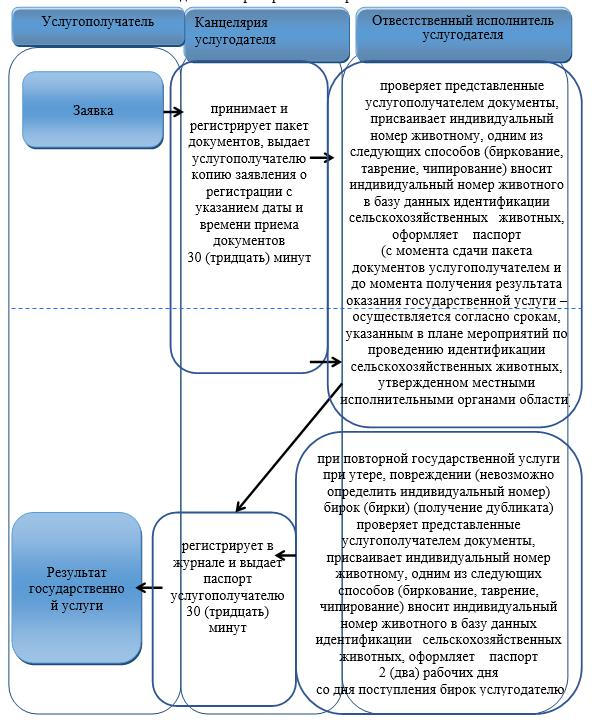 Услугополучатель
Канцелярия
услугодателя
Отвественный исполнитель
услугодателя
Заявка
принимает и
регистрирует пакет
документов, выдает
услугополучателю
копию заявления о
регистрации с
указанием даты и
времени приема
документов
30 (тридцать) минут
проверяет представленные
услугополучателем документы,
присваивает индивидуальный
номер животному, одним из
следующих способов (биркование,
таврение, чипирование) вносит
индивидуальный номер животного
в базу данных идентификации
сельскохозяйственных животных,
оформляет паспорт
(с момента сдачи пакета
документов услугополучателем и
до момента получения результата
оказания государственной услуги –
осуществляется согласно срокам,
указанным в плане мероприятий по
проведению идентификации
сельскохозяйственных животных,
утвержденном местными
исполнительными органами области)
при повторной государственной услуги
при утере, повреждении (невозможно
определить индивидуальный номер)
бирок (бирки) (получение дубликата)
проверяет представленные
услугополучателем документы,
присваивает индивидуальный номер
животному, одним из следующих
способов (биркование, таврение,
чипирование) вносит индивидуальный
номер животного в базу данных
идентификации сельскохозяйственных
животных, оформляет паспорт
2 (два) рабочих дня
со дня поступления бирок услугодателю
регистрирует в
журнале и выдает
паспорт
услугополучателю
30 (тридцать)
минут
Результат
государственно
й услуги